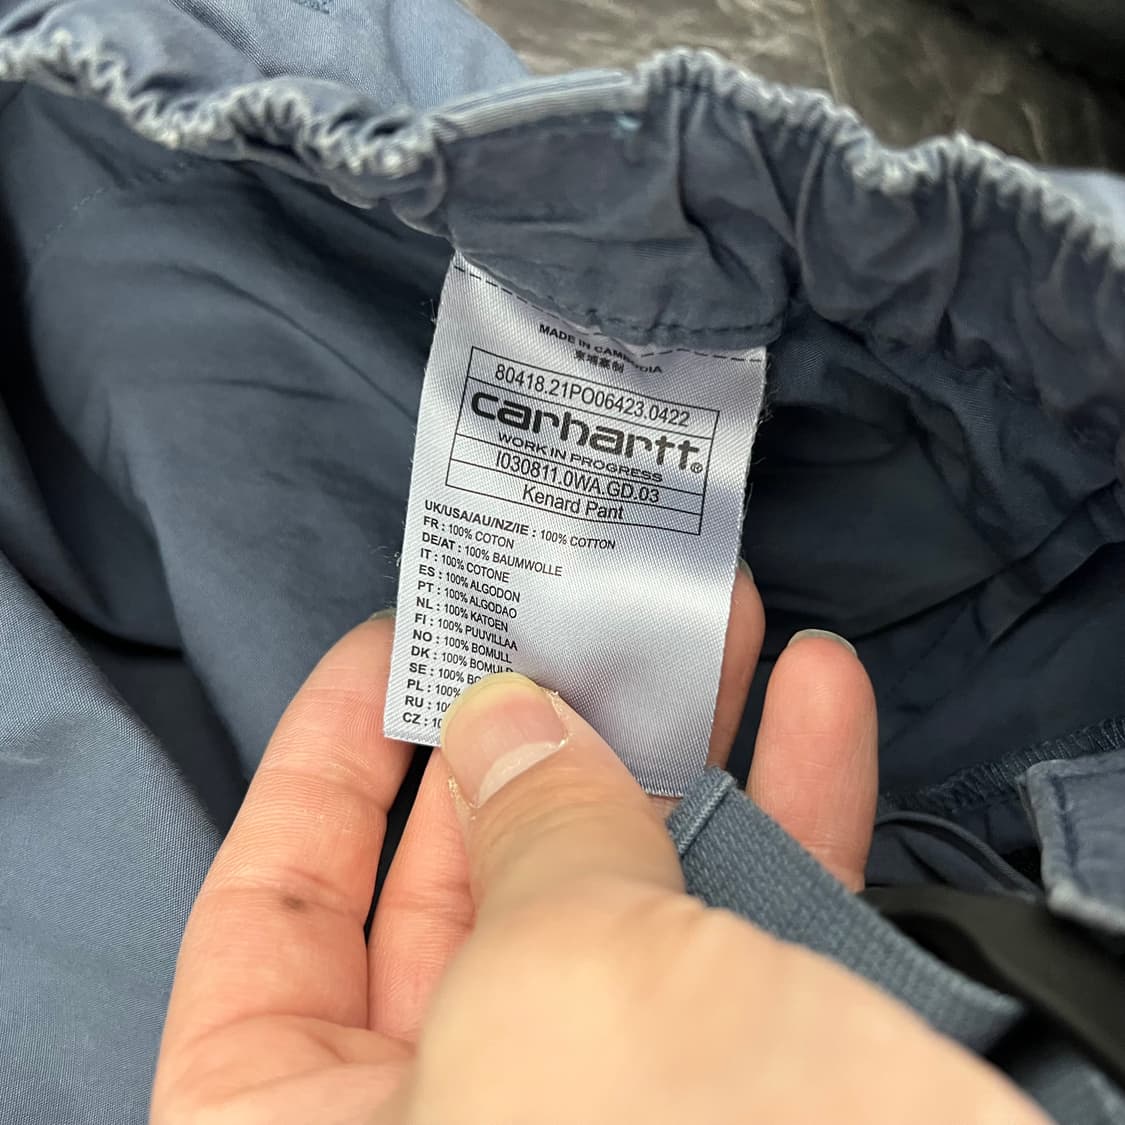 MADE IN CAMBODIA
柬埔寨制
80418.21PO06423.0422
carhartt®
WORK IN PROGRESS
I030811.0WA.GD.03
Kenard Pant
UK/USA/AU/NZ/IE : 100% COTTON
FR : 100% COTON
DE/AT : 100% BAUMWOLLE
IT : 100% COTONE
ES : 100% ALGODON
PT : 100% ALGODAO
NL : 100% KATOEN
FI : 100% PUUVILLAA
NO : 100% BOMULL
DK : 100% BOMULD
SE : 100%
PL : 100%
RU :
CZ :